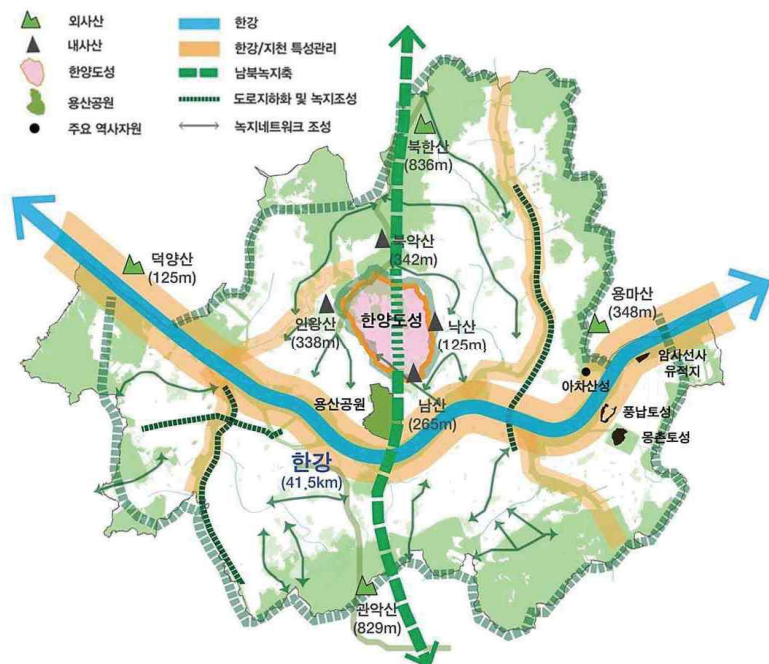 외사산
내사산
한양도성
용산공원
주요 역사자원
한강
한강/지천 특성관리
남북녹지축
도로지하화 및 녹지조성
녹지네트워크 조성
북한산
(836m)
북악산
(342m)
덕양산
(125m)
인왕산
(338m)
한양도성
낙산
(125m)
용마산
(348m)
암사선사
유적지
아차산성
풍납토성
몽촌토성
용산공원
남산
(265m)
한강
(41.5km)
관악산
(829m)